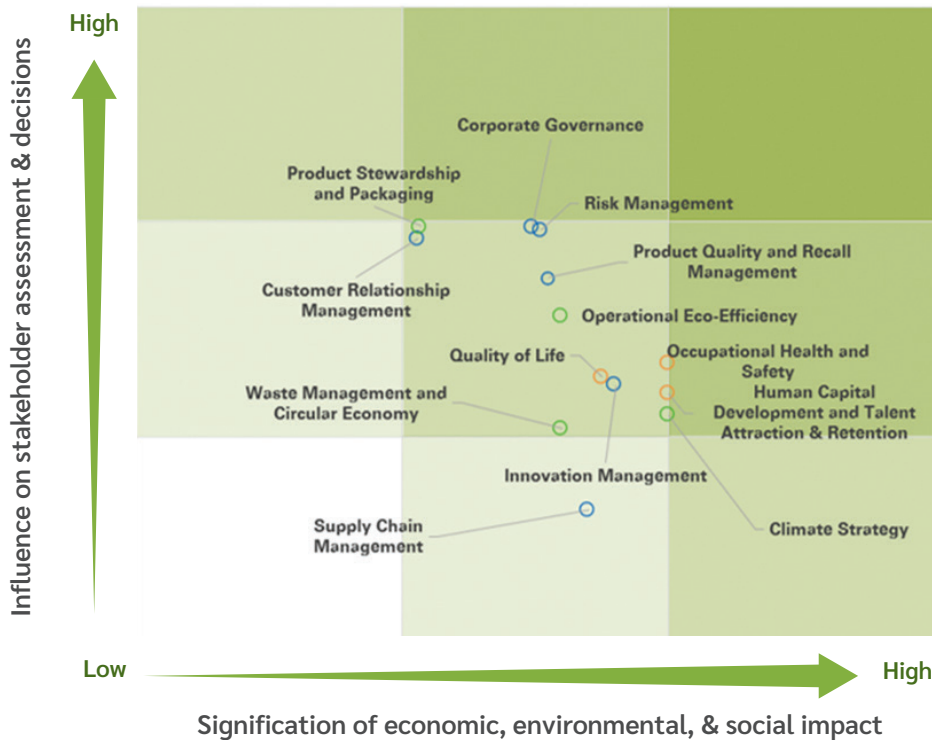 High
Influence on stakeholder assessment & decisions
Corporate Governance
Product Stewardship
and Packaging
Risk Management
Product Quality and Recall
Management
Customer Relationship
Management
Operational Eco-Efficiency
Quality of Life
Occupational Health and
Safety
Waste Management and
Circular Economy
Human Capital
Development and Talent
Attraction & Retention
Innovation Management
Supply Chain
Management
Climate Strategy
Low
High
Signification of economic, environmental, & social impact